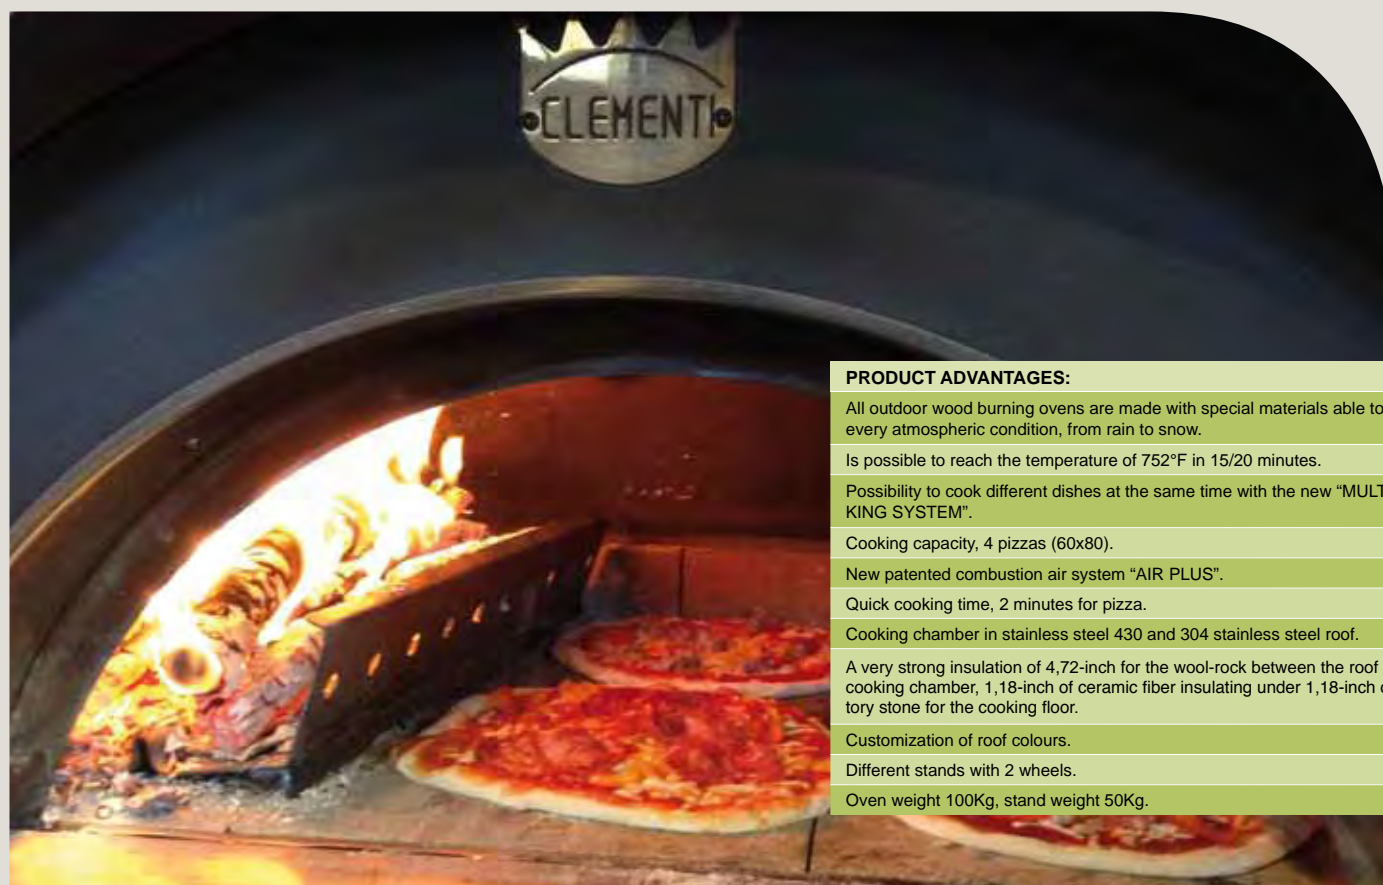 CLEMENTI
PRODUCT ADVANTAGES:
All outdoor wood burning ovens are made with special materials able to
every atmospheric condition, from rain to snow.
Is possible to reach the temperature of 752°F in 15/20 minutes.
Possibility to cook different dishes at the same time with the new “MULT
KING SYSTEM”.
Cooking capacity, 4 pizzas (60x80).
New patented combustion air system “AIR PLUS”.
Quick cooking time, 2 minutes for pizza.
Cooking chamber in stainless steel 430 and 304 stainless steel roof.
A very strong insulation of 4,72-inch for the wool-rock between the roof
cooking chamber, 1,18-inch of ceramic fiber insulating under 1,18-inch
tory stone for the cooking floor.
Customization of roof colours.
Different stands with 2 wheels.
Oven weight 100Kg, stand weight 50Kg.